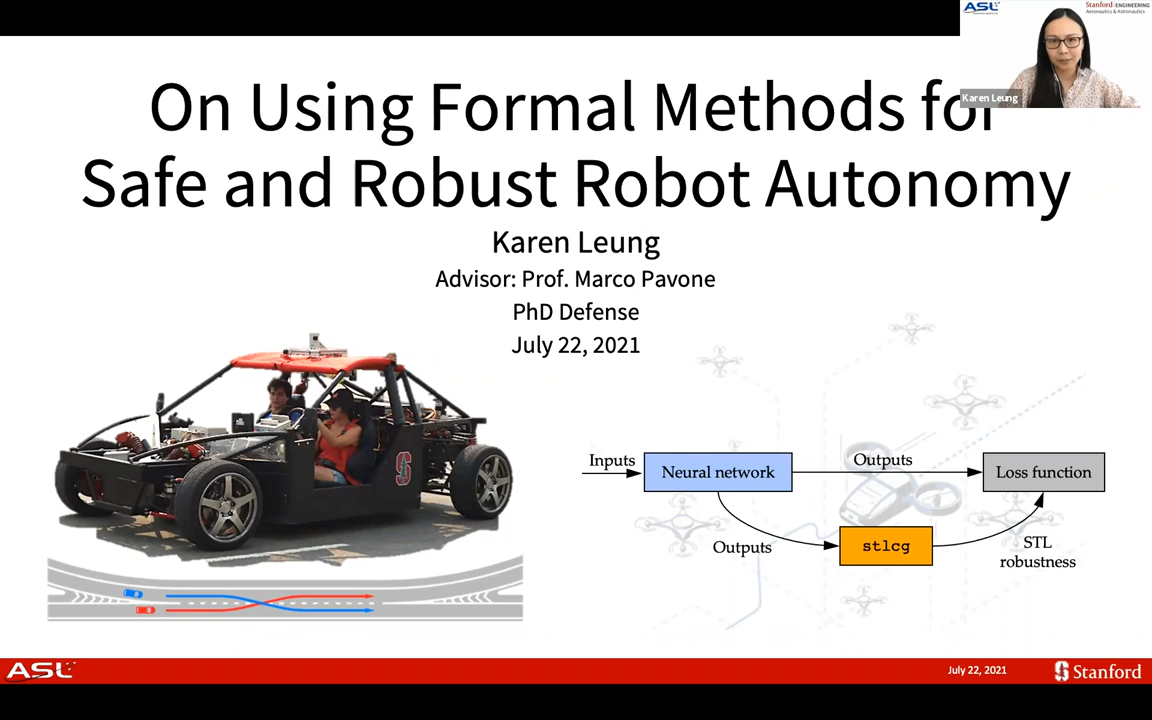 ASL
Stanford ENGINEERING
Aeronautics & Astronautics
Karen Leung
On Using Formal Methods for
Safe and Robust Robot Autonomy
Karen Leung
Advisor: Prof. Marco Pavone
PhD Defense
July 22, 2021
Inputs
Neural network
Outputs
Loss function
Outputs
stlcg
STL
robustness
S
ASL
July 22, 2021
Stanford